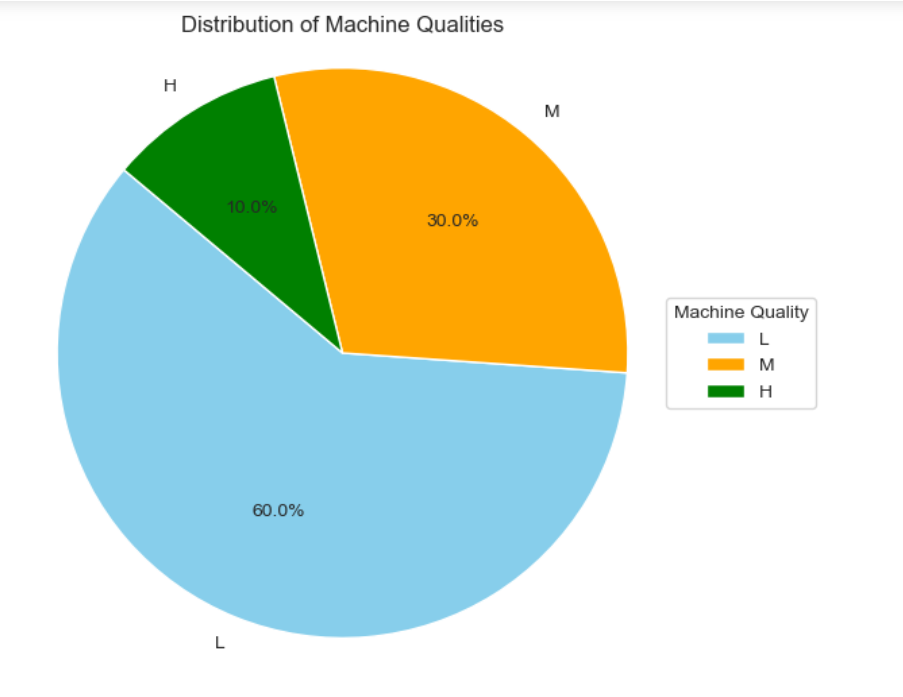 Distribution of Machine Qualities
H
M
10.0%
30.0%
Machine Quality
L
M
H
60.0%
L